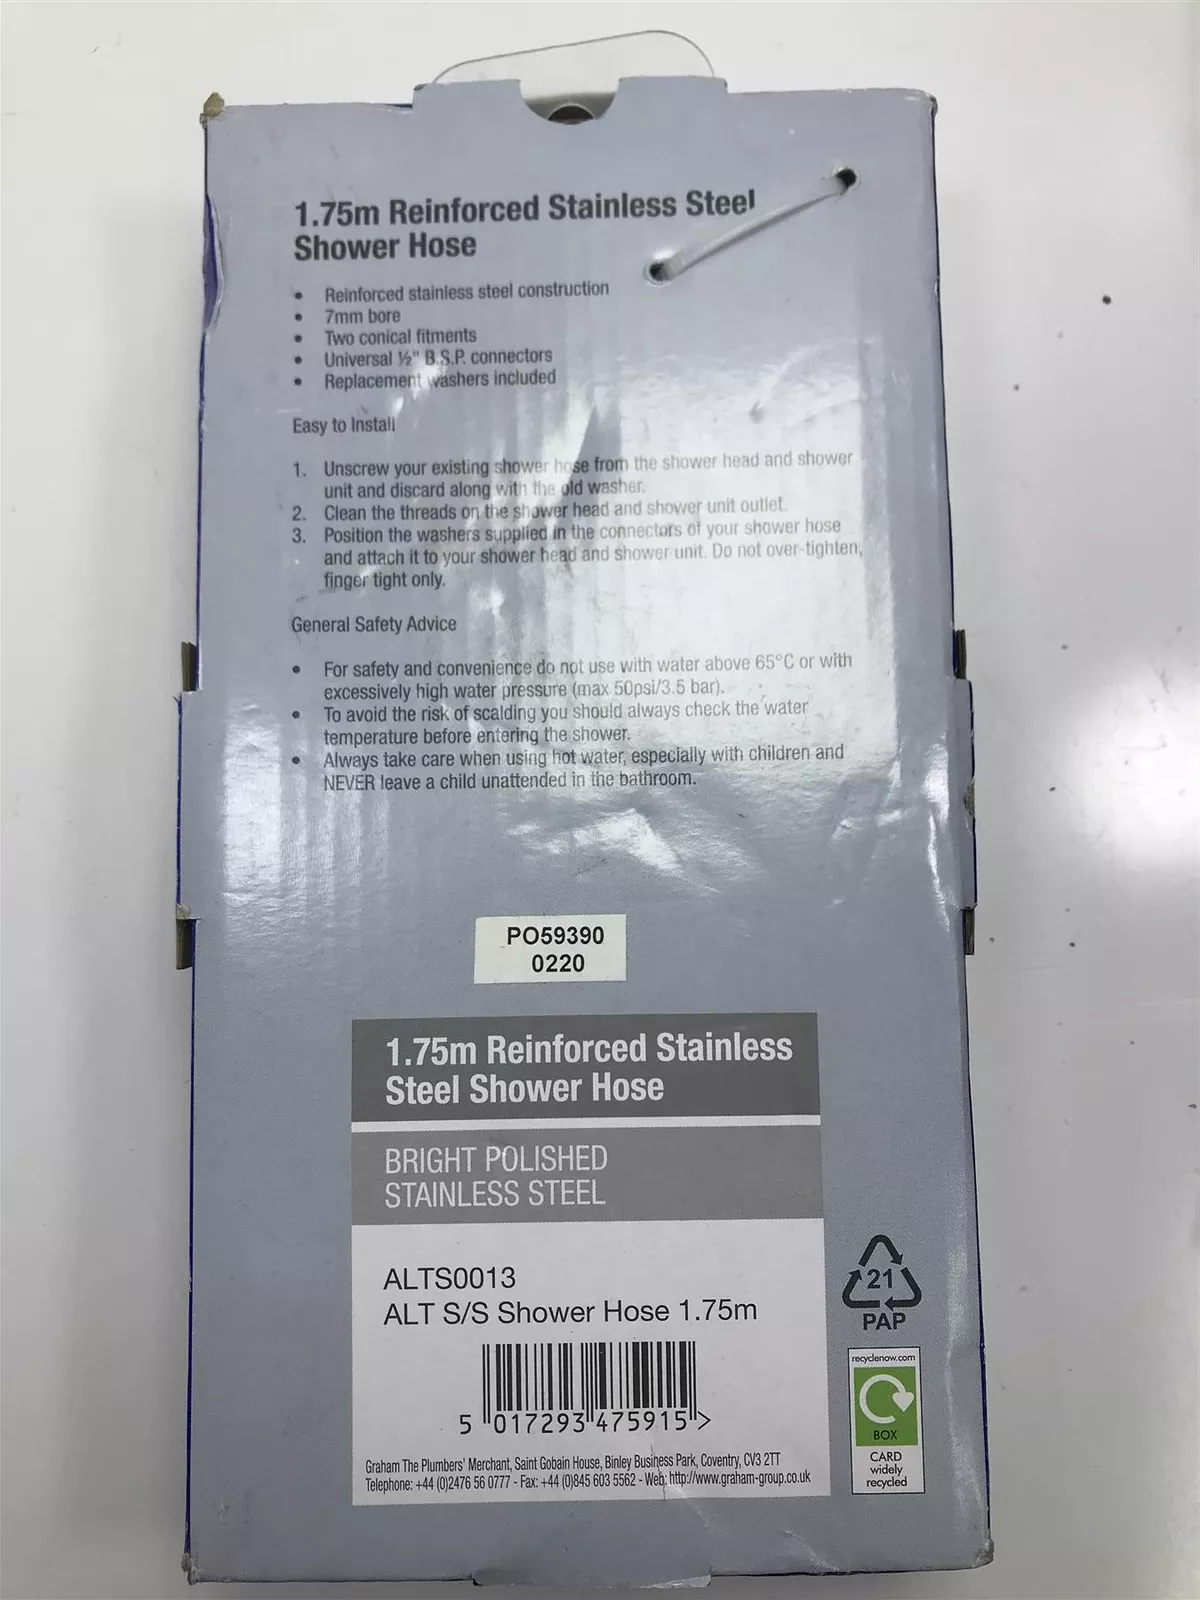 1.75m Reinforced Stainless Steel
Shower Hose
• Reinforced stainless steel construction
• 7mm bore
• Two conical fitments
• Universal ½" B.S.P. connectors
• Replacement washers included
Easy to Install
1. Unscrew your existing shower hose from the shower head and shower
unit and discard along with the old washer.
2. Clean the threads on the shower head and shower unit outlet.
3. Position the washers supplied in the connectors of your shower hose
and attach it to your shower head and shower unit. Do not over-tighten,
finger tight only.
General Safety Advice
• For safety and convenience do not use with water above 65°C or with
excessively high water pressure (max 50psi/3.5 bar).
• To avoid the risk of scalding you should always check the water
temperature before entering the shower.
• Always take care when using hot water, especially with children and
NEVER leave a child unattended in the bathroom.
PO59390
0220
1.75m Reinforced Stainless
Steel Shower Hose
BRIGHT POLISHED
STAINLESS STEEL
ALTS0013
ALT S/S Shower Hose 1.75m
5 017293 475915 >
Graham The Plumbers' Merchant, Saint Gobain House, Binley Business Park, Coventry, CV3 2TT
Telephone: +44 (0)2476 56 0777 - Fax: +44 (0)845 603 5562 - Web: http://www.graham-group.co.uk
21
PAP
recyclenow.com
BOX
CARD
widely
recycled